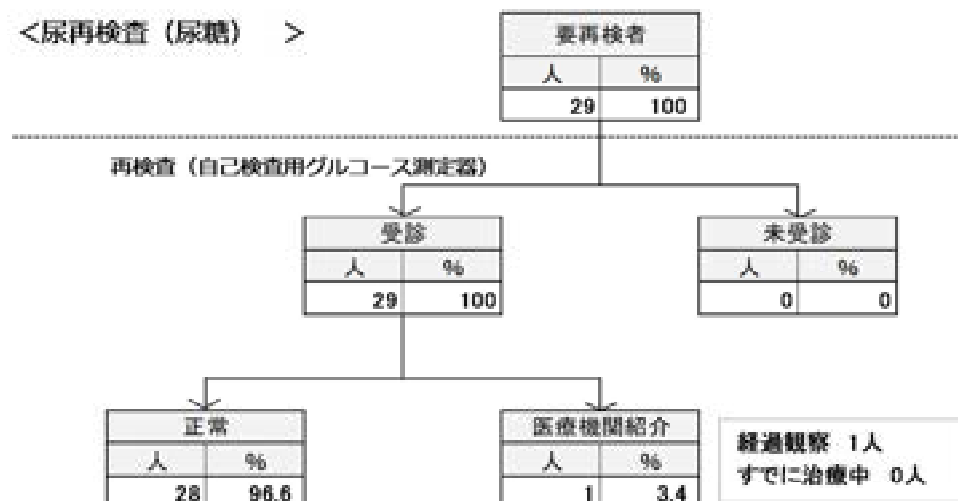 <尿再検査（尿糖）　>
要再検者
人 %
29 100
再検査（自己検査用グルコース測定器）
受診 未受診
人 % 人 %
29 100 0 0
正常 医療機関紹介
人 % 人 %
28 96.6 1 3.4
経過観察 1人
すでに治療中 0人